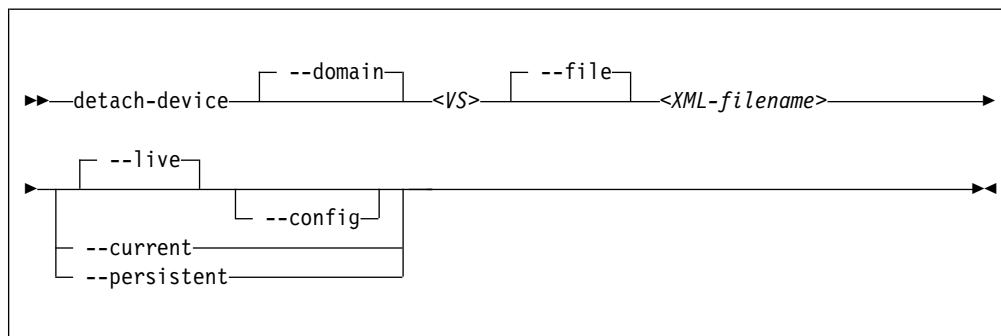 --domain --file
detach-device <VS> <XML-filename>
--live
--config
--current
--persistent